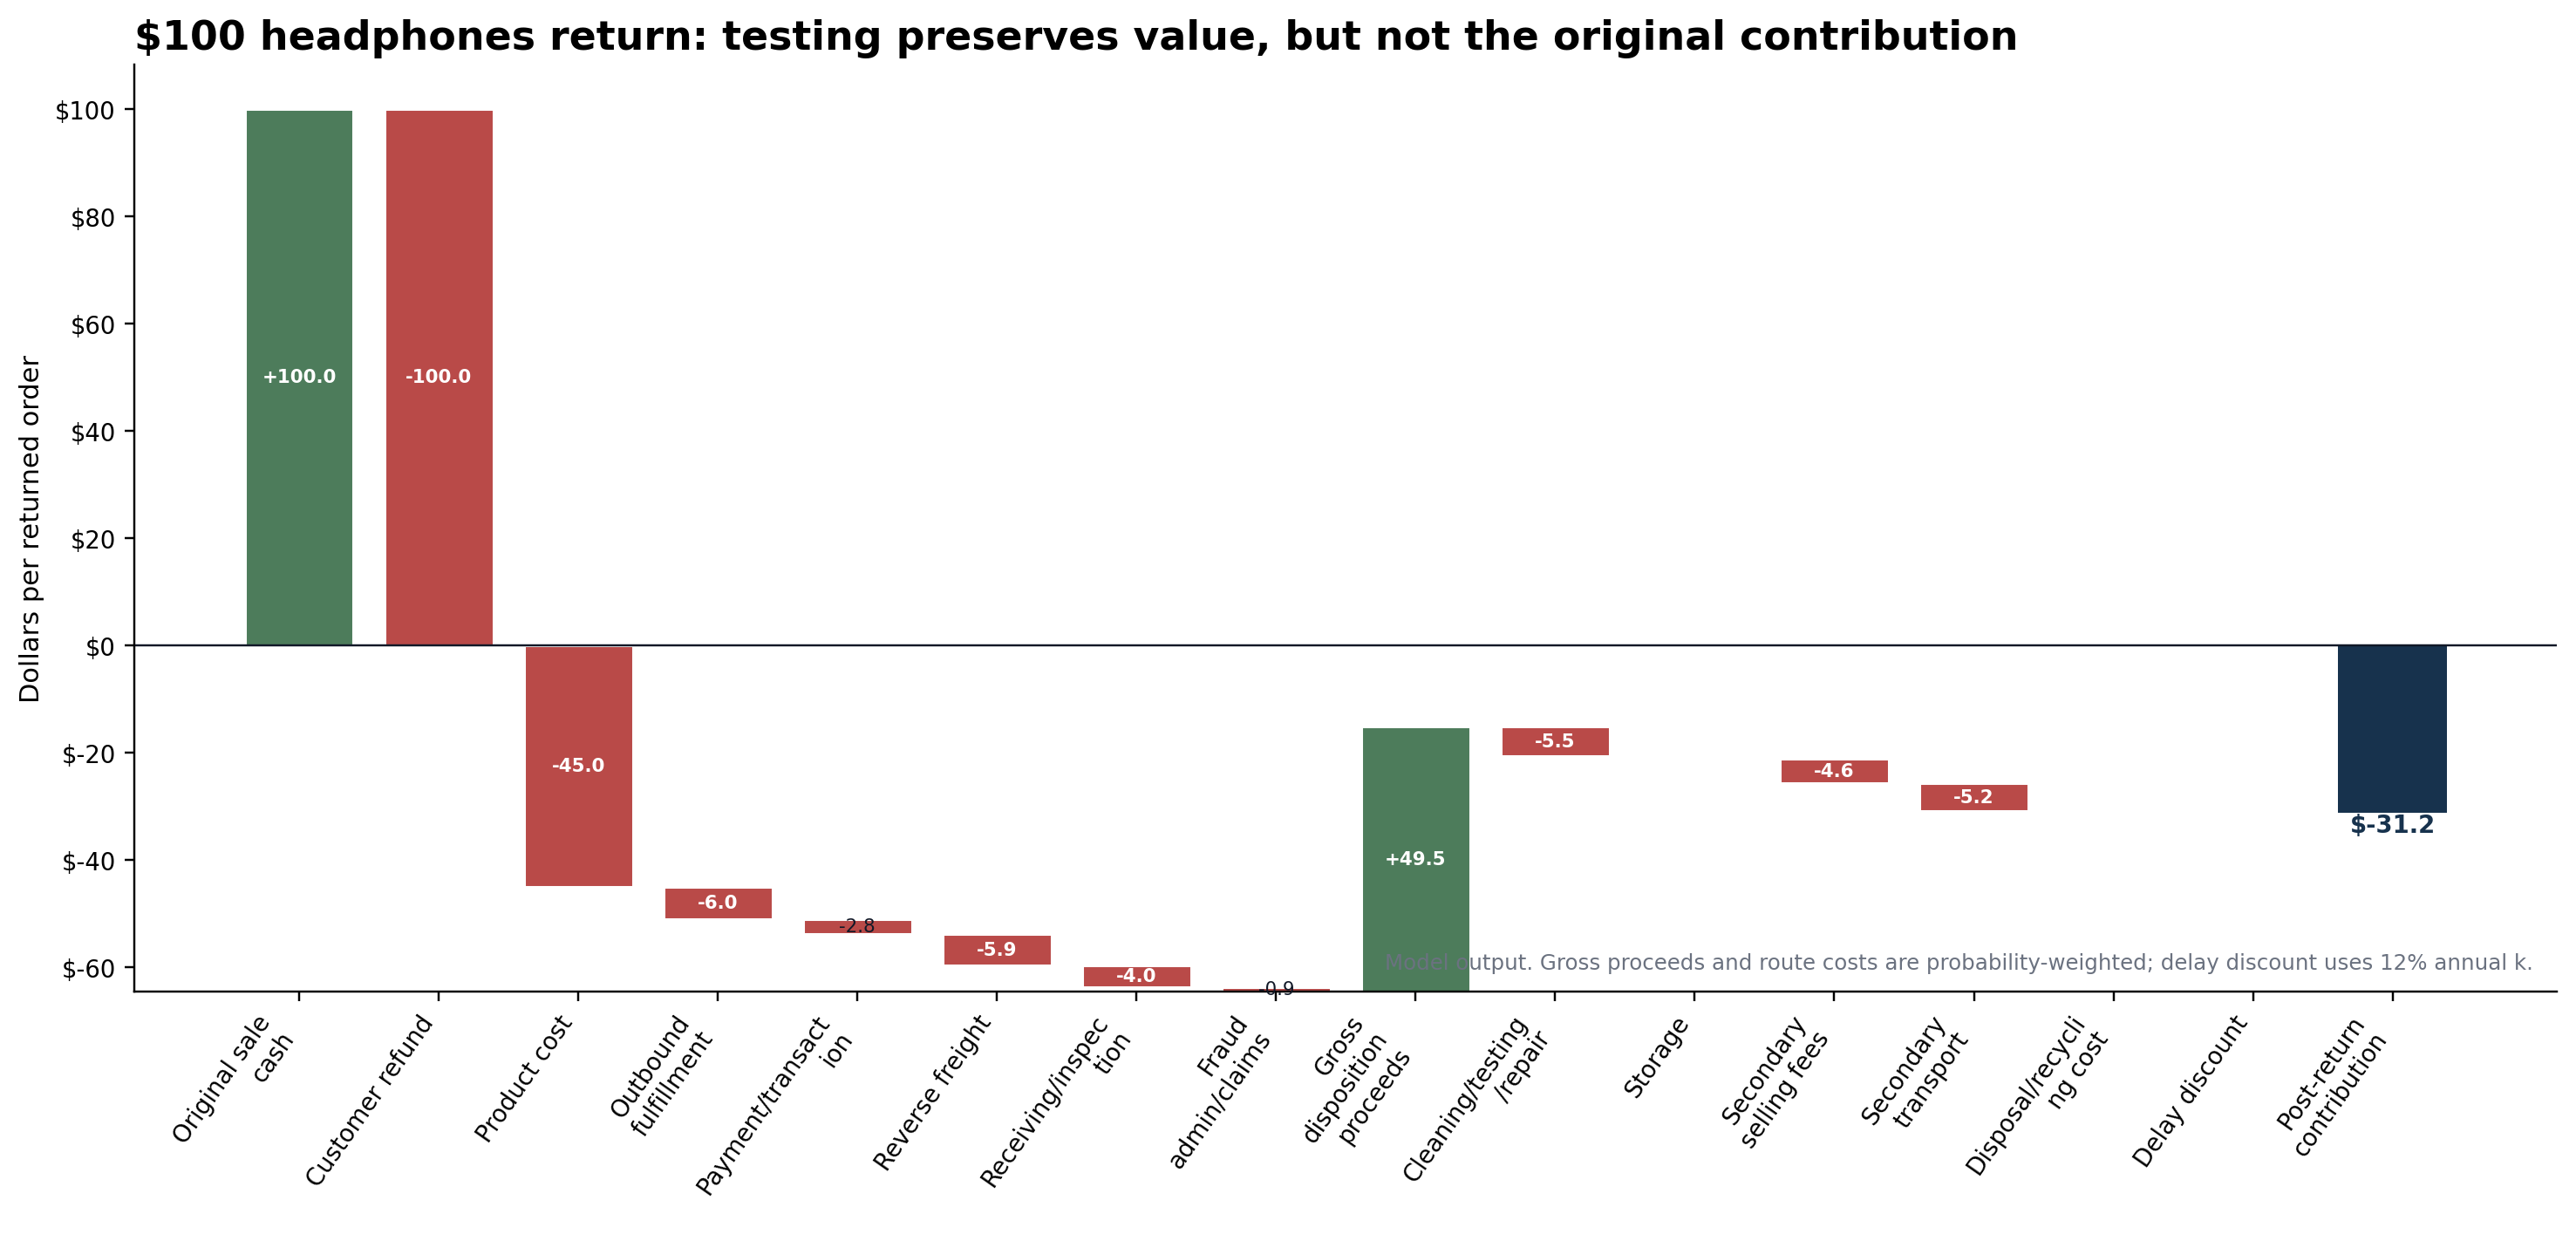 $100 headphones return: testing preserves value, but not the original contribution
Dollars per returned order
$100
$80
$60
$40
$20
$0
$-20
$-40
$-60
+100.0
-100.0
-45.0
-6.0
-2.8
-5.9
-4.0
-0.9
+49.5
-5.5
-4.6
-5.2
$-31.2
Model output. Gross proceeds and route costs are probability-weighted; delay discount uses 12% annual k.
Original sale
cash
Customer refund
Product cost
Outbound
fulfillment
Payment/transact
ion
Reverse freight
Receiving/inspec
tion
Fraud
admin/claims
Gross
disposition
proceeds
Cleaning/testing
/repair
Storage
Secondary
selling fees
Secondary
transport
Disposal/recycli
ng cost
Delay discount
Post-return
contribution